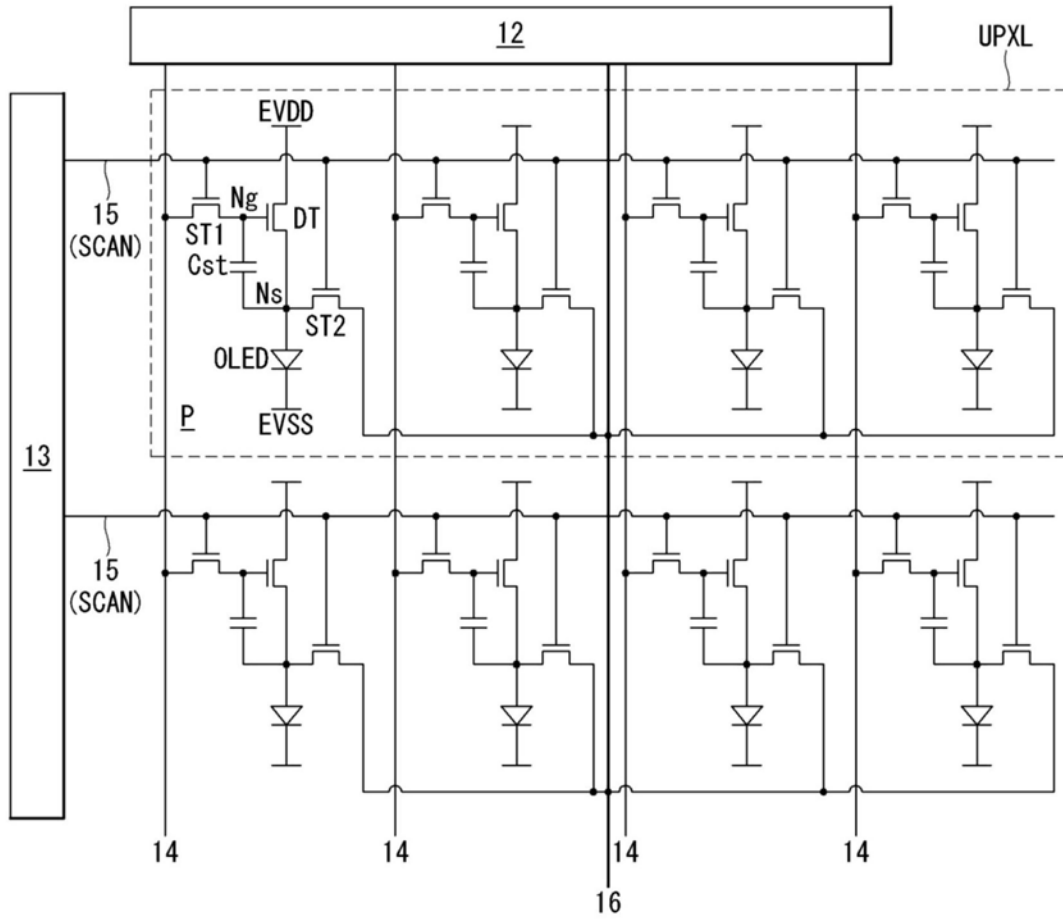 12
UPXL
EVDD
15
(SCAN)
Ng
DT
ST1
Cst
Ns
ST2
OLED
P
EVSS
13
15
(SCAN)
14
14
14
14
16